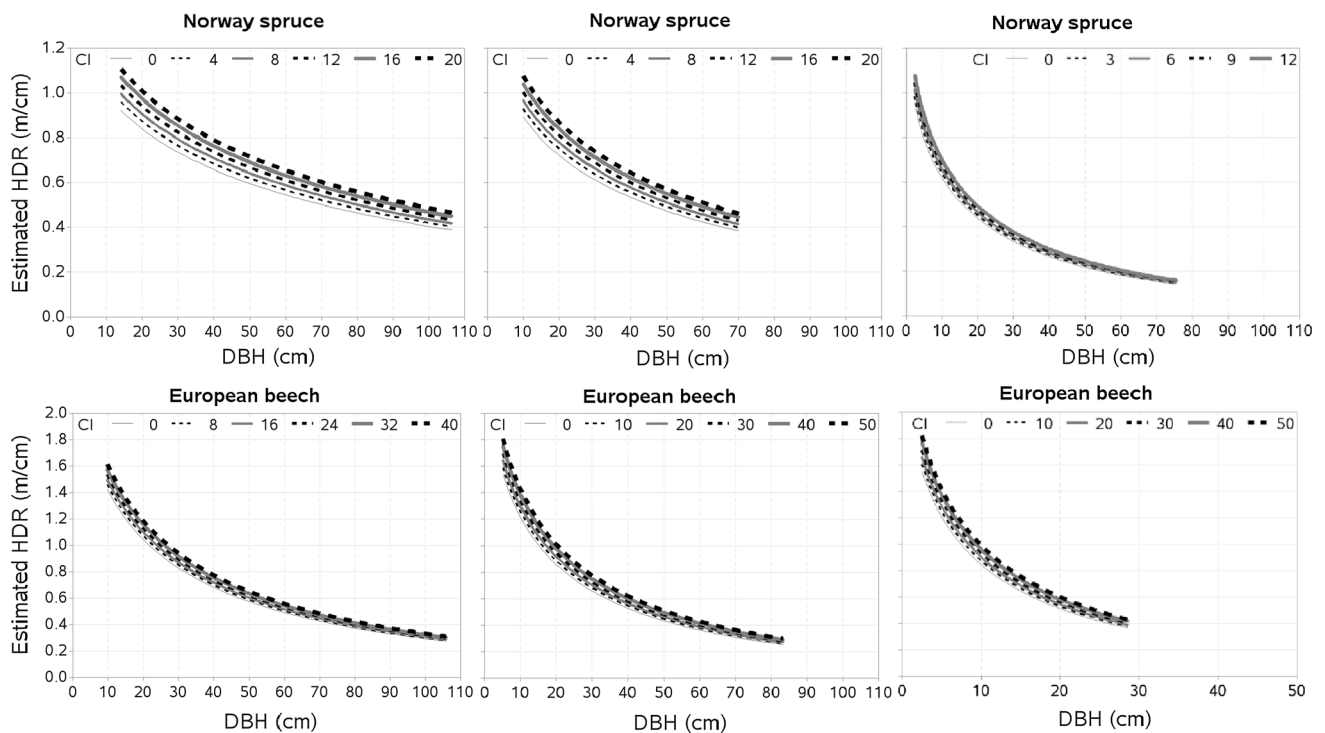 Norway spruce
CI 0 4 8 12 16 20
Estimated HDR (m/cm)
1.2
1.0
0.8
0.6
0.4
0.2
0.0
0 10 20 30 40 50 60 70 80 90 100 110
DBH (cm)
Norway spruce
CI 0 4 8 12 16 20
0 10 20 30 40 50 60 70 80 90 100 110
DBH (cm)
Norway spruce
CI 0 3 6 9 12
0 10 20 30 40 50 60 70 80 90 100 110
DBH (cm)
European beech
CI 0 8 16 24 32 40
Estimated HDR (m/cm)
2.0
1.8
1.6
1.4
1.2
1.0
0.8
0.6
0.4
0.2
0.0
0 10 20 30 40 50 60 70 80 90 100 110
DBH (cm)
European beech
CI 0 10 20 30 40 50
0 10 20 30 40 50 60 70 80 90 100 110
DBH (cm)
European beech
CI 0 10 20 30 40 50
0 10 20 30 40 50
DBH (cm)